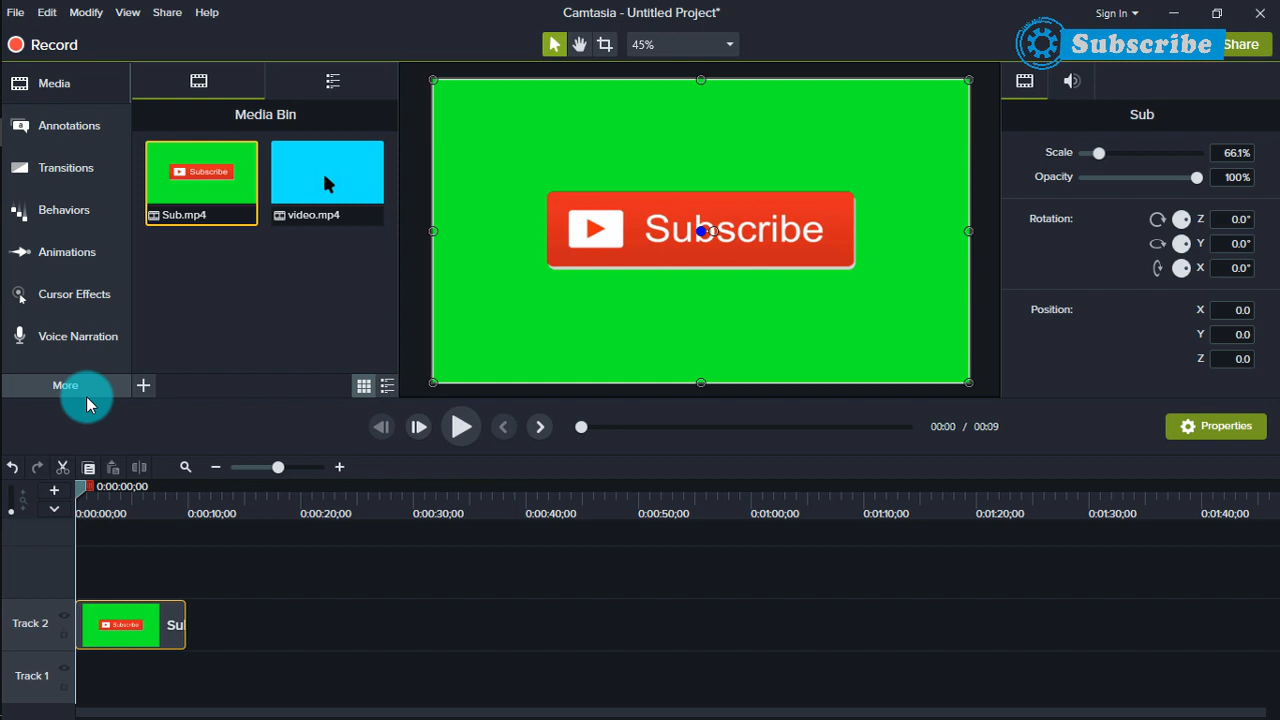 File Edit Modify View Share Help
Camtasia - Untitled Project*
Sign In
Record
45%
Subscribe
Share
Media
Annotations
Transitions
Behaviors
Animations
Cursor Effects
Voice Narration
More
Media Bin
Subscribe
Sub.mp4
video.mp4
Subscribe
Sub
Scale 66.1%
Opacity 100%
Rotation: Z 0.0°
Y 0.0°
X 0.0°
Position: X 0.0
Y 0.0
Z 0.0
00:00 / 00:09
Properties
0:00:00;00
0:00:00;00 0:00:10;00 0:00:20;00 0:00:30;00 0:00:40;00 0:00:50;00 0:01:00;00 0:01:10;00 0:01:20;00 0:01:30;00 0:01:40;00
Track 2
Subscribe
Su
Track 1